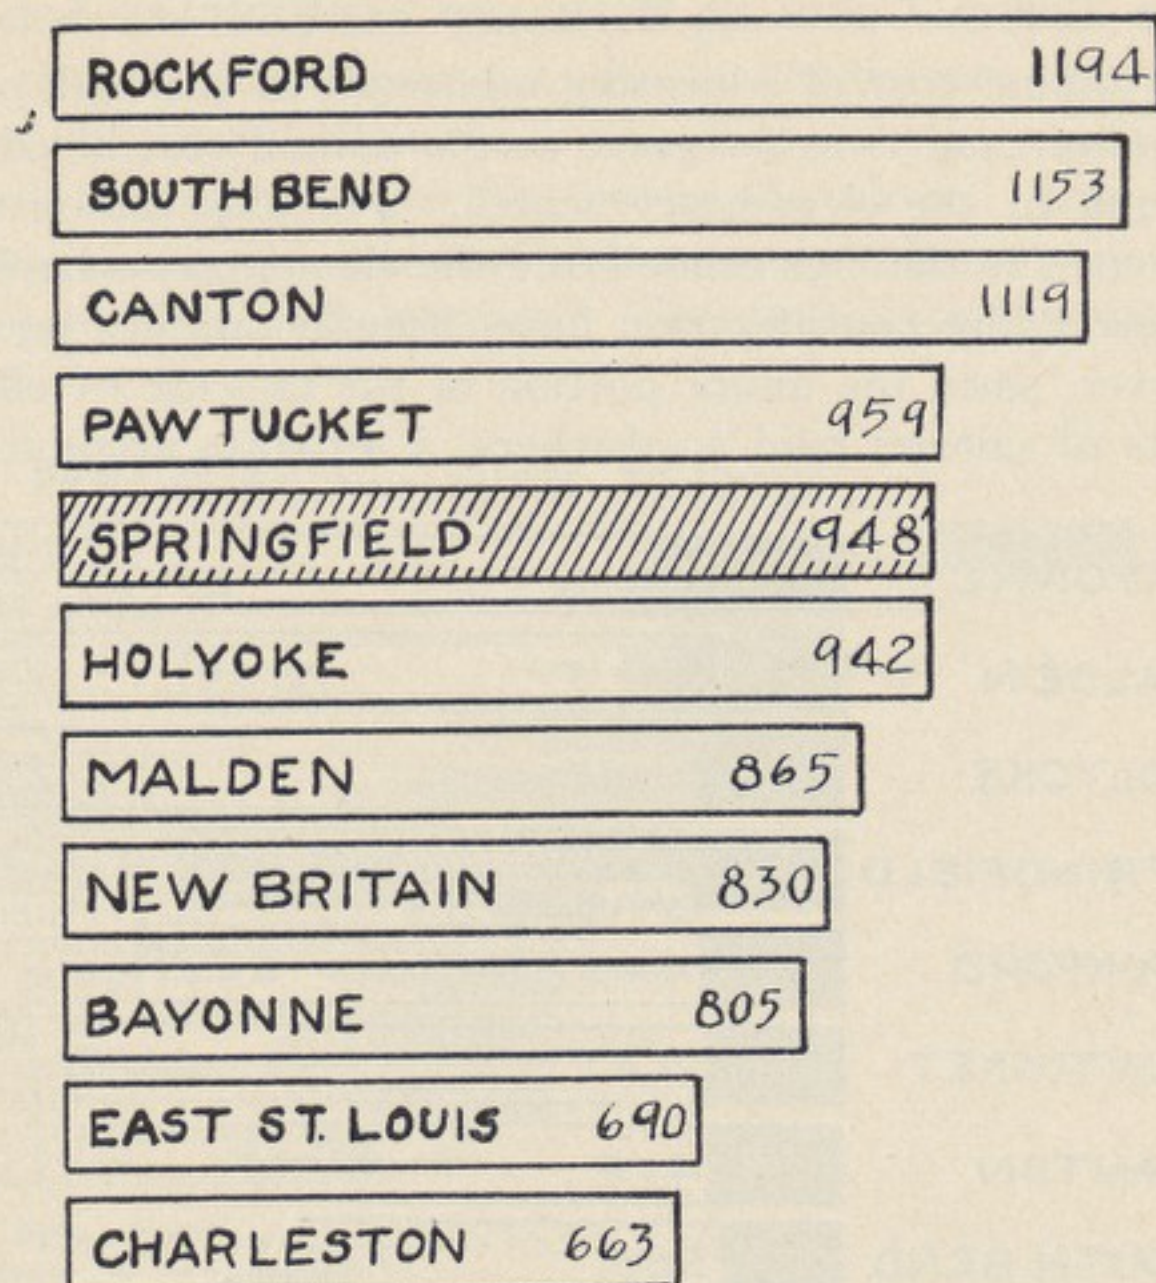 ROCKFORD 1194
SOUTH BEND 1153
CANTON 1119
PAWTUCKET 959
SPRINGFIELD 948
HOLYOKE 942
MALDEN 865
NEW BRITAIN 830
BAYONNE 805
EAST ST. LOUIS 690
CHARLESTON 663